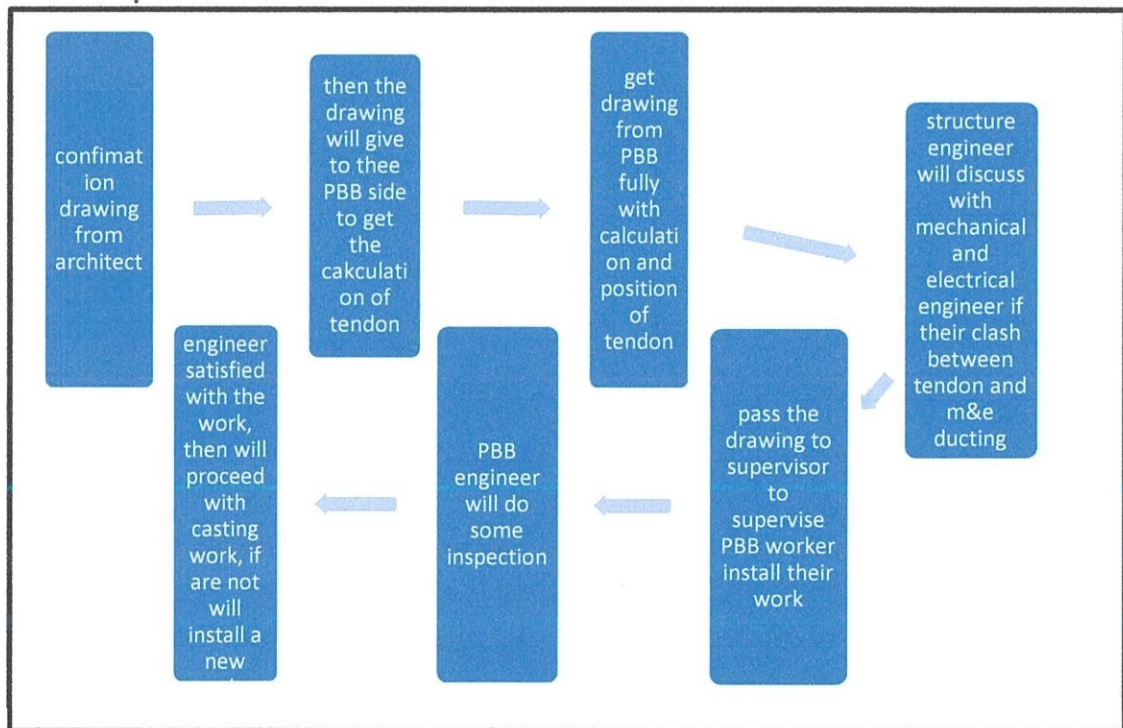 confimat
ion
drawing
from
architect
then the
drawing
will give
to thee
PBB side
to get
the
cakculati
on of
tendon
get
drawing
from
PBB
fully
with
calculati
on and
position
of
tendon
structure
engineer
will discuss
with
mechanical
and
electrical
engineer if
their clash
between
tendon and
m&e
ducting
pass the
drawing to
supervisor
to
supervise
PBB worker
install their
work
PBB
engineer
will do
some
inspection
engineer
satisfied
with the
work,
then will
proceed
with
casting
work, if
are not
will
install a
new